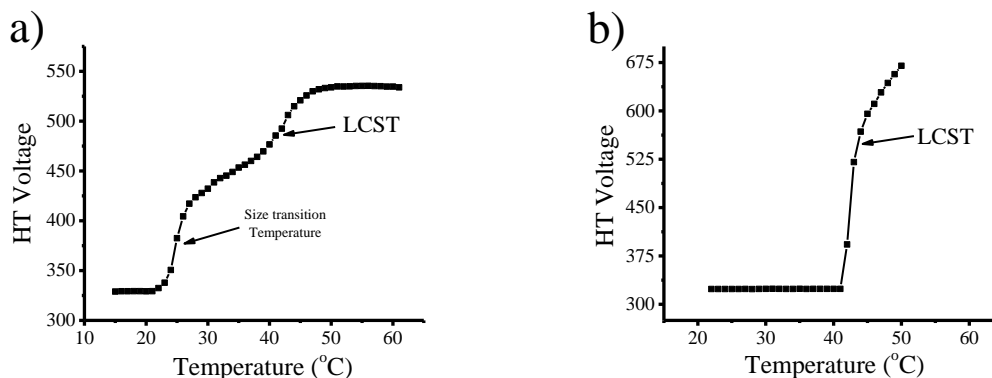 a)
HT Voltage
550
500
450
400
350
300
10
20
30
40
50
60
Temperature (°C)
LCST
Size transition
Temperature
b)
HT Voltage
675
600
525
450
375
300
20
30
40
50
60
Temperature (°C)
LCST